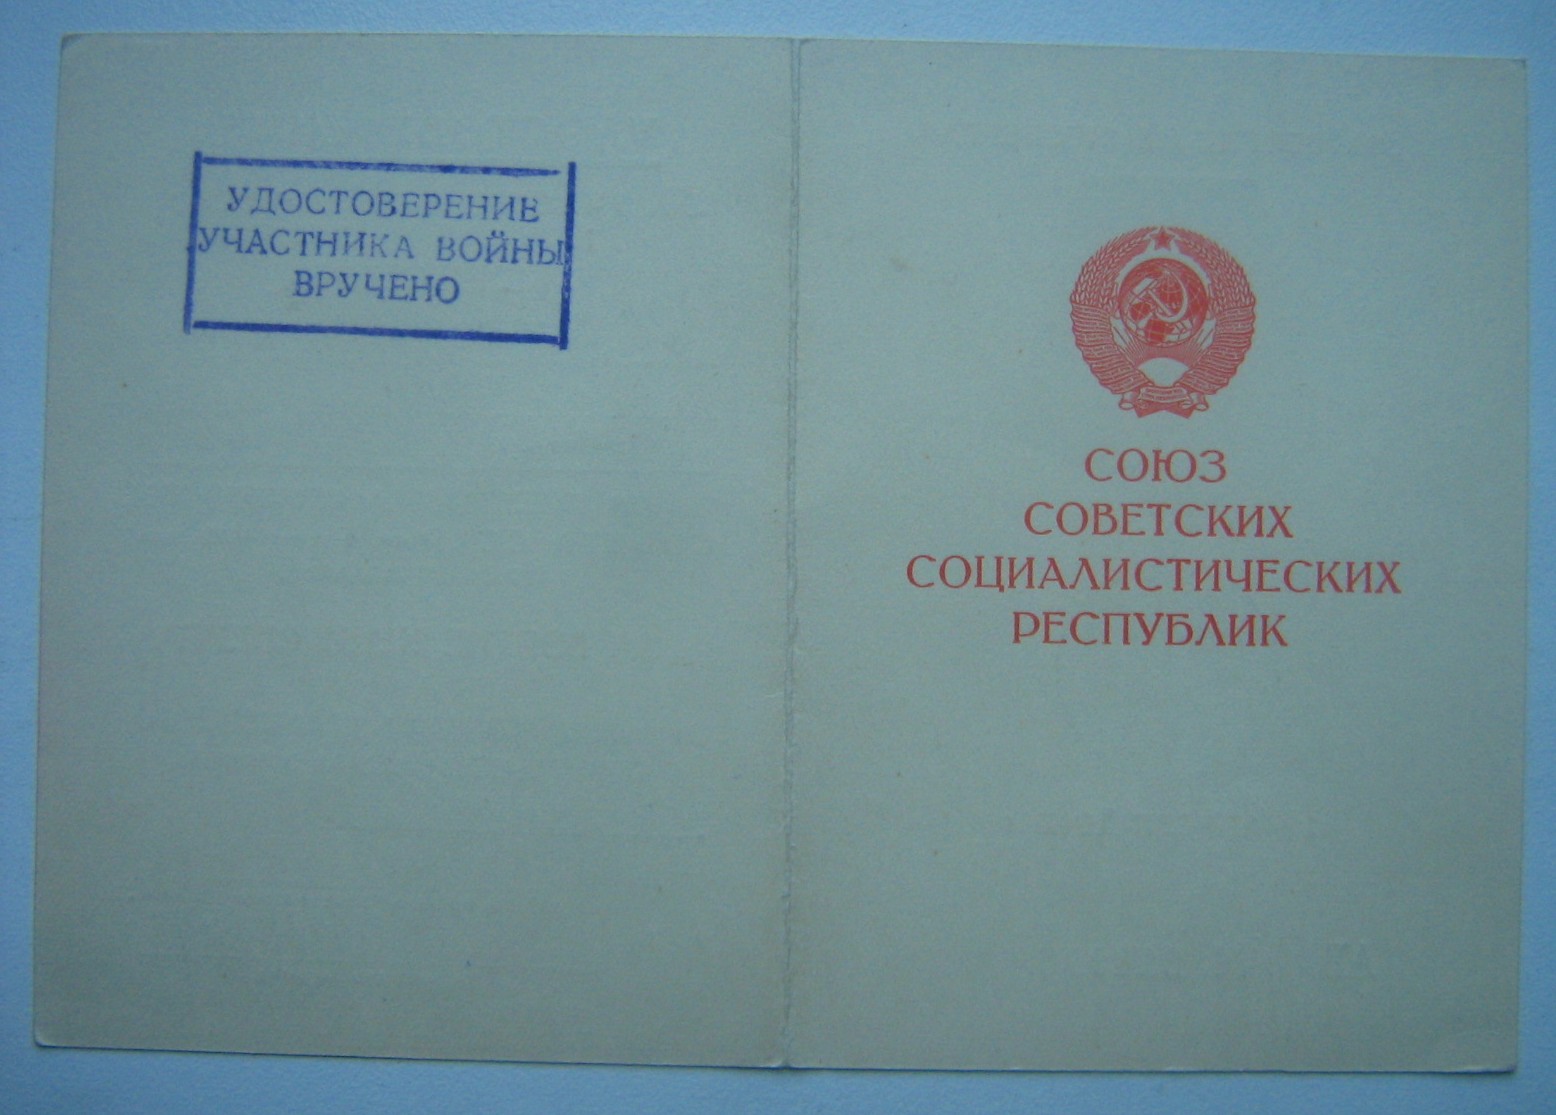 УДОСТОВЕРЕНИЕ
УЧАСТНИКА ВОЙНЫ
ВРУЧЕНО
СОЮЗ
СОВЕТСКИХ
СОЦИАЛИСТИЧЕСКИХ
РЕСПУБЛИК